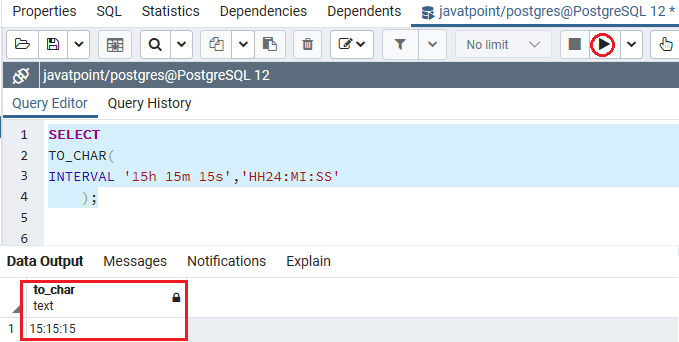 Properties SQL Statistics Dependencies Dependents javatpoint/postgres@PostgreSQL 12 *
No limit
javatpoint/postgres@PostgreSQL 12
Query Editor Query History
1 SELECT
2 TO_CHAR(
3 INTERVAL '15h 15m 15s','HH24:MI:SS'
4 );
5
6
Data Output Messages Notifications Explain
to_char
text
1 15:15:15